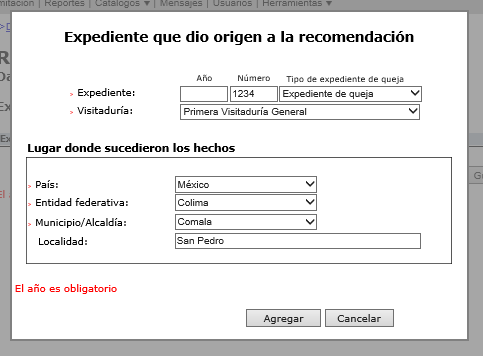 mitación | Reportes | Catálogos ▼ | Mensajes | Usuarios | Herramientas ▼
Expediente que dio origen a la recomendación
Año Número Tipo de expediente de queja
> Expediente: 1234 Expediente de queja
> Visitaduría: Primera Visitaduría General
Lugar donde sucedieron los hechos
> País: México
> Entidad federativa: Colima
> Municipio/Alcaldía: Comala
Localidad: San Pedro
El año es obligatorio
Agregar Cancelar